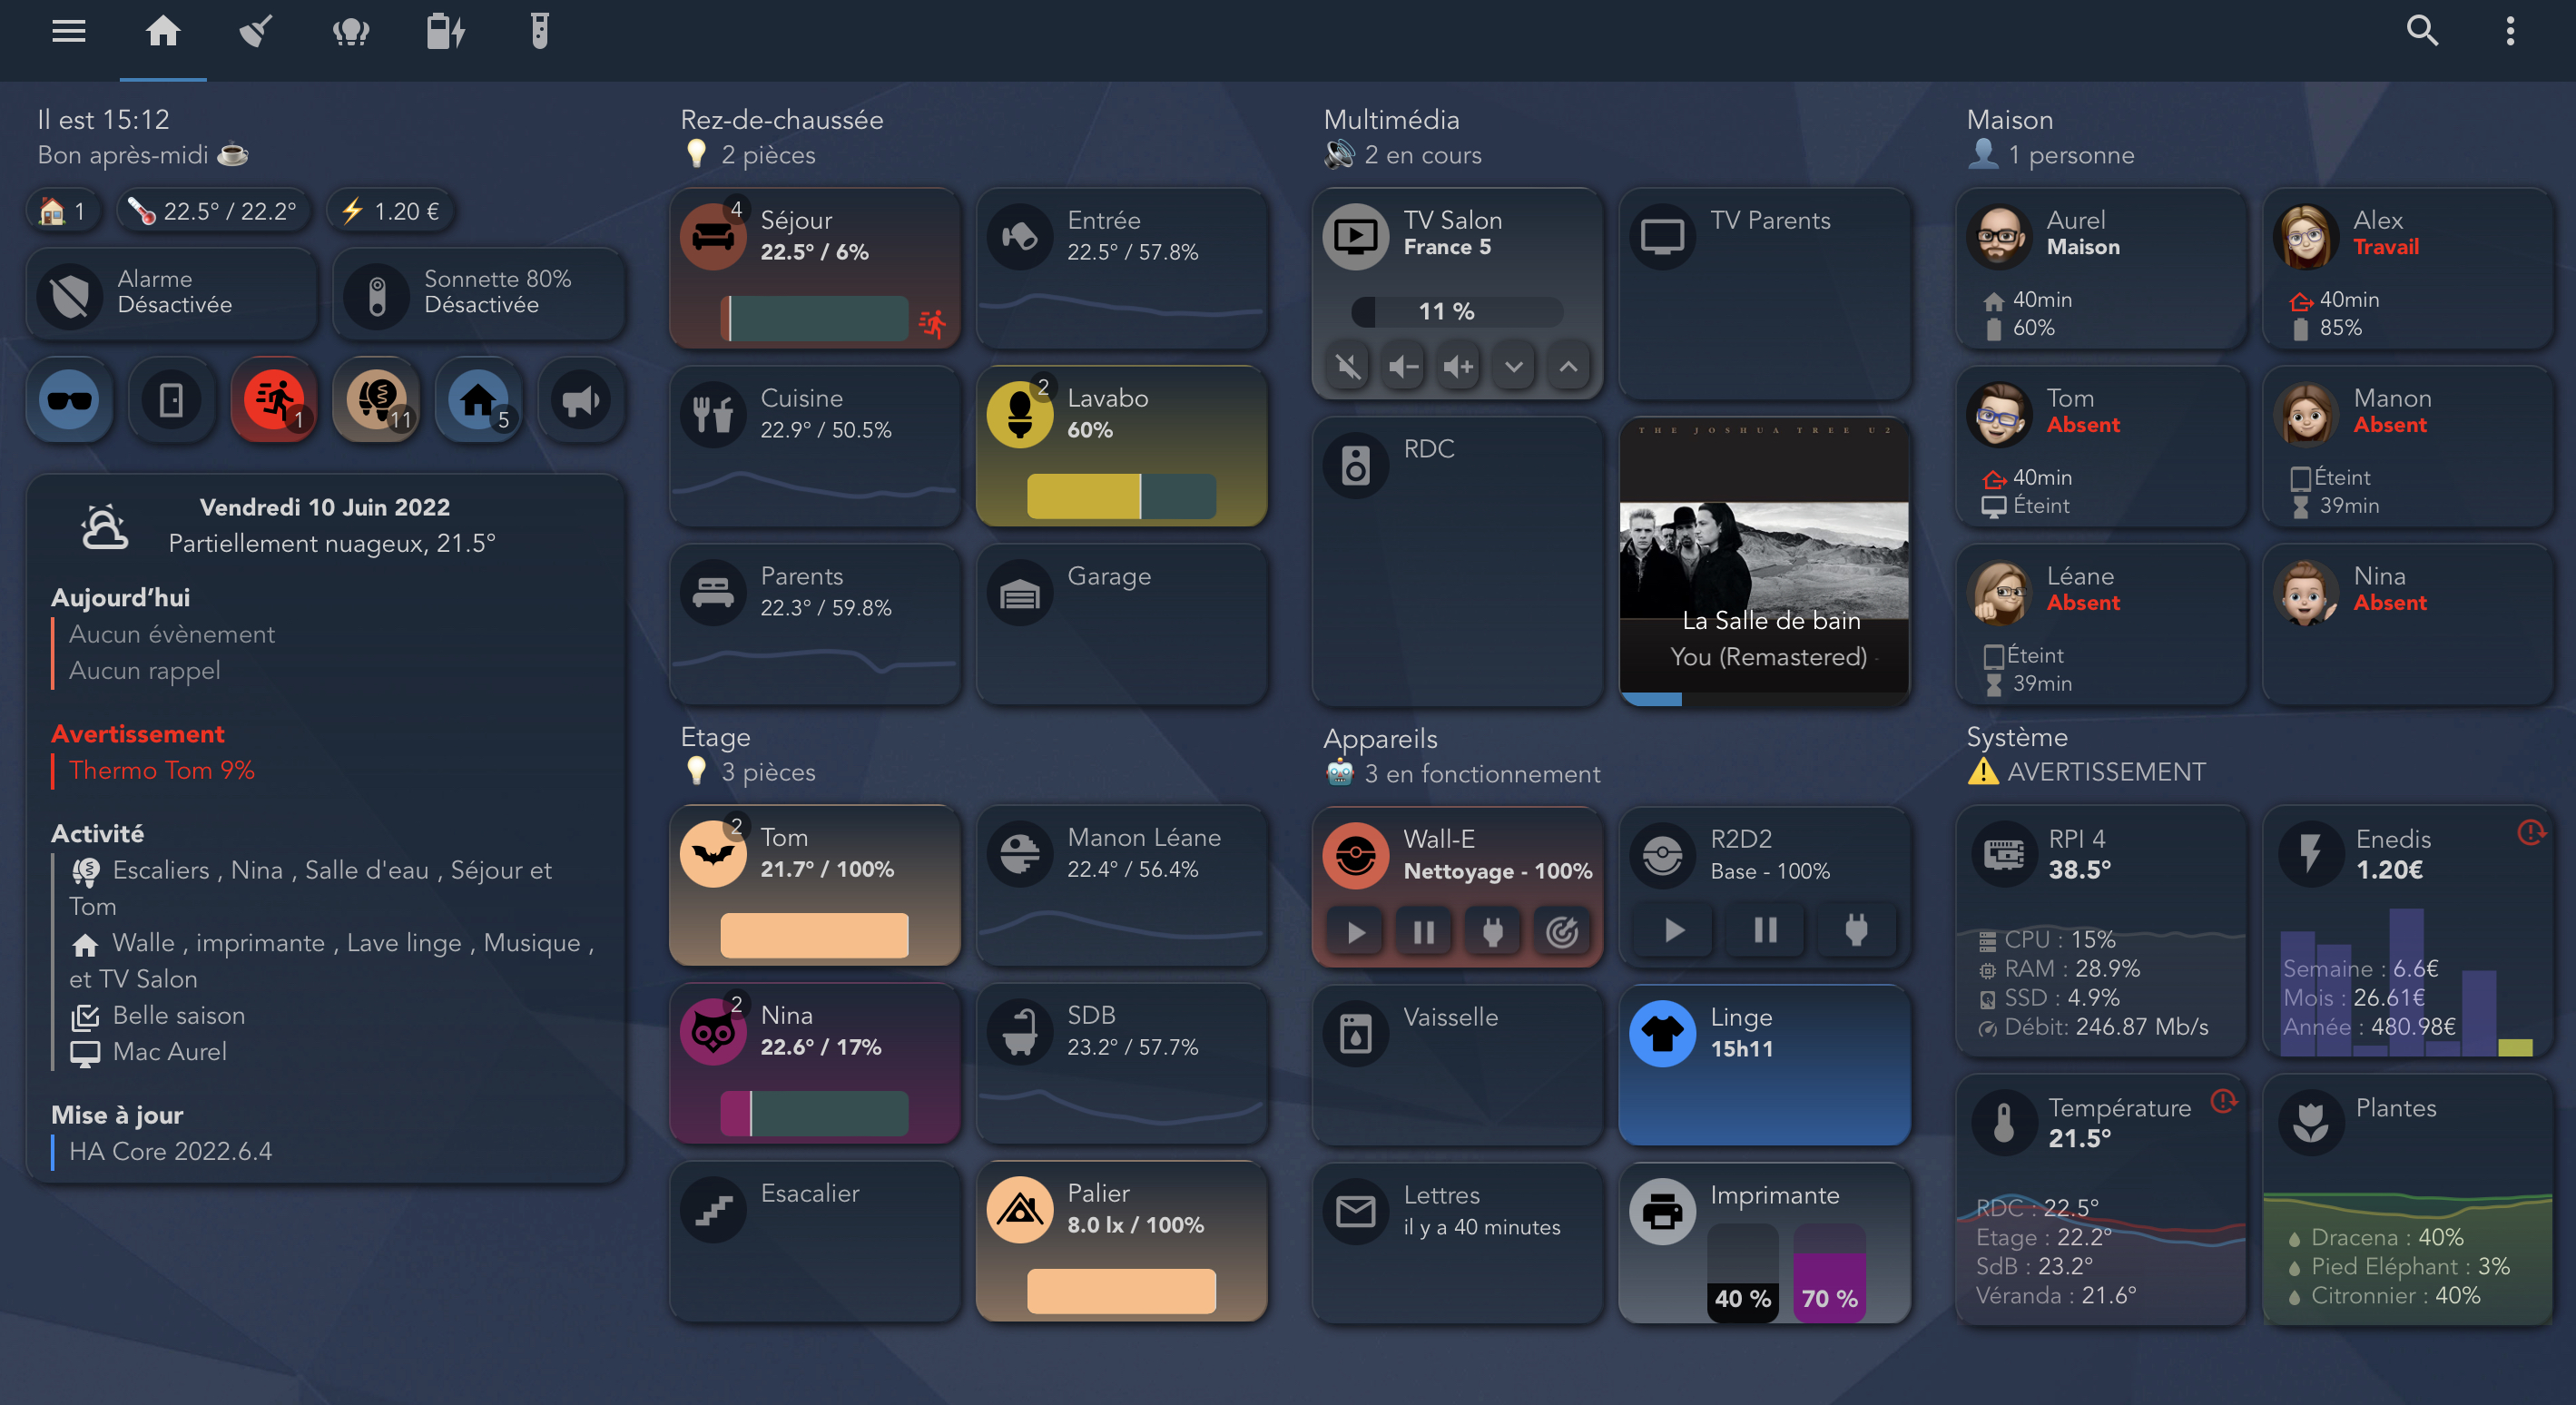 Il est 15:12
Bon après-midi
1
22.5° / 22.2°
1.20 €
Alarme
Désactivée
Sonnette 80%
Désactivée
1
11
5
Vendredi 10 Juin 2022
Partiellement nuageux, 21.5°
Aujourd’hui
Aucun évènement
Aucun rappel
Avertissement
Thermo Tom 9%
Activité
Escaliers , Nina , Salle d'eau , Séjour et
Tom
Walle , imprimante , Lave linge , Musique ,
et TV Salon
Belle saison
Mac Aurel
Mise à jour
HA Core 2022.6.4
Rez-de-chaussée
2 pièces
4
Séjour
22.5° / 6%
Entrée
22.5° / 57.8%
Cuisine
22.9° / 50.5%
2
Lavabo
60%
Parents
22.3° / 59.8%
Garage
Etage
3 pièces
2
Tom
21.7° / 100%
Manon Léane
22.4° / 56.4%
2
Nina
22.6° / 17%
SDB
23.2° / 57.7%
Esacalier
Palier
8.0 lx / 100%
Multimédia
2 en cours
TV Salon
France 5
11 %
TV Parents
RDC
THE JOSHUA TREE U2
La Salle de bain
You (Remastered) -
Appareils
3 en fonctionnement
Wall-E
Nettoyage - 100%
R2D2
Base - 100%
Vaisselle
Linge
15h11
Lettres
il y a 40 minutes
Imprimante
40 %
70 %
Maison
1 personne
Aurel
Maison
40min
60%
Alex
Travail
40min
85%
Tom
Absent
40min
Éteint
Manon
Absent
Éteint
39min
Léane
Absent
Éteint
39min
Nina
Absent
Système
AVERTISSEMENT
RPI 4
38.5°
CPU : 15%
RAM : 28.9%
SSD : 4.9%
Débit: 246.87 Mb/s
Enedis
1.20€
Semaine : 6.6€
Mois : 26.61€
Année : 480.98€
Température
21.5°
RDC : 22.5°
Etage : 22.2°
SdB : 23.2°
Véranda : 21.6°
Plantes
Dracena : 40%
Pied Eléphant : 3%
Citronnier : 40%